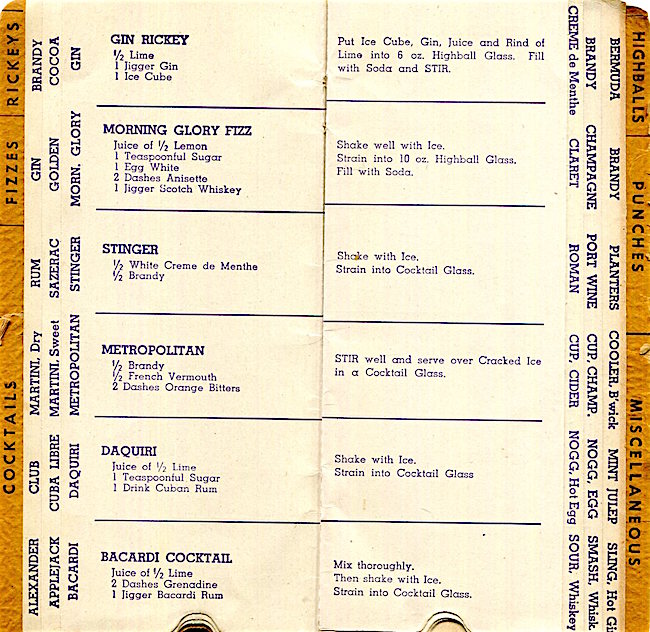 RICKEYS
BRANDY
COCOA
GIN
FIZZES
GIN
GOLDEN
MORN. GLORY
COCKTAILS
RUM
SAZERAC
STINGER
MARTINI, Dry
MARTINI, Sweet
METROPOLITAN
CLUB
CUBA LIBRE
DAQUIRI
ALEXANDER
APPLEJACK
BACARDI
GIN RICKEY
½ Lime
1 Jigger Gin
1 Ice Cube
Put Ice Cube, Gin, Juice and Rind of
Lime into 6 oz. Highball Glass. Fill
with Soda and STIR.
MORNING GLORY FIZZ
Juice of ½ Lemon
1 Teaspoonful Sugar
1 Egg White
2 Dashes Anisette
1 Jigger Scotch Whiskey
Shake well with Ice.
Strain into 10 oz. Highball Glass.
Fill with Soda.
STINGER
½ White Creme de Menthe
½ Brandy
Shake with Ice.
Strain into Cocktail Glass.
METROPOLITAN
½ Brandy
½ French Vermouth
2 Dashes Orange Bitters
STIR well and serve over Cracked Ice
in a Cocktail Glass.
DAQUIRI
Juice of ½ Lime
1 Teaspoonful Sugar
1 Drink Cuban Rum
Shake with Ice.
Strain into Cocktail Glass
BACARDI COCKTAIL
Juice of ½ Lime
2 Dashes Grenadine
1 Jigger Bacardi Rum
Mix thoroughly.
Then shake with Ice.
Strain into Cocktail Glass.
HIGHBALLS
BERMUDA
BRANDY
CREME de Menthe
PUNCHES
BRANDY
CHAMPAGNE
CLARET
PLANTERS
PORT WINE
ROMAN
MISCELLANEOUS
COOLER, B'wick
CUP, CHAMP.
CUP, CIDER
MINT JULEP
NOGG, EGG
NOGG, Hot Egg
SLING, Hot Gi
SMASH, Whisk
SOUR, Whiskey